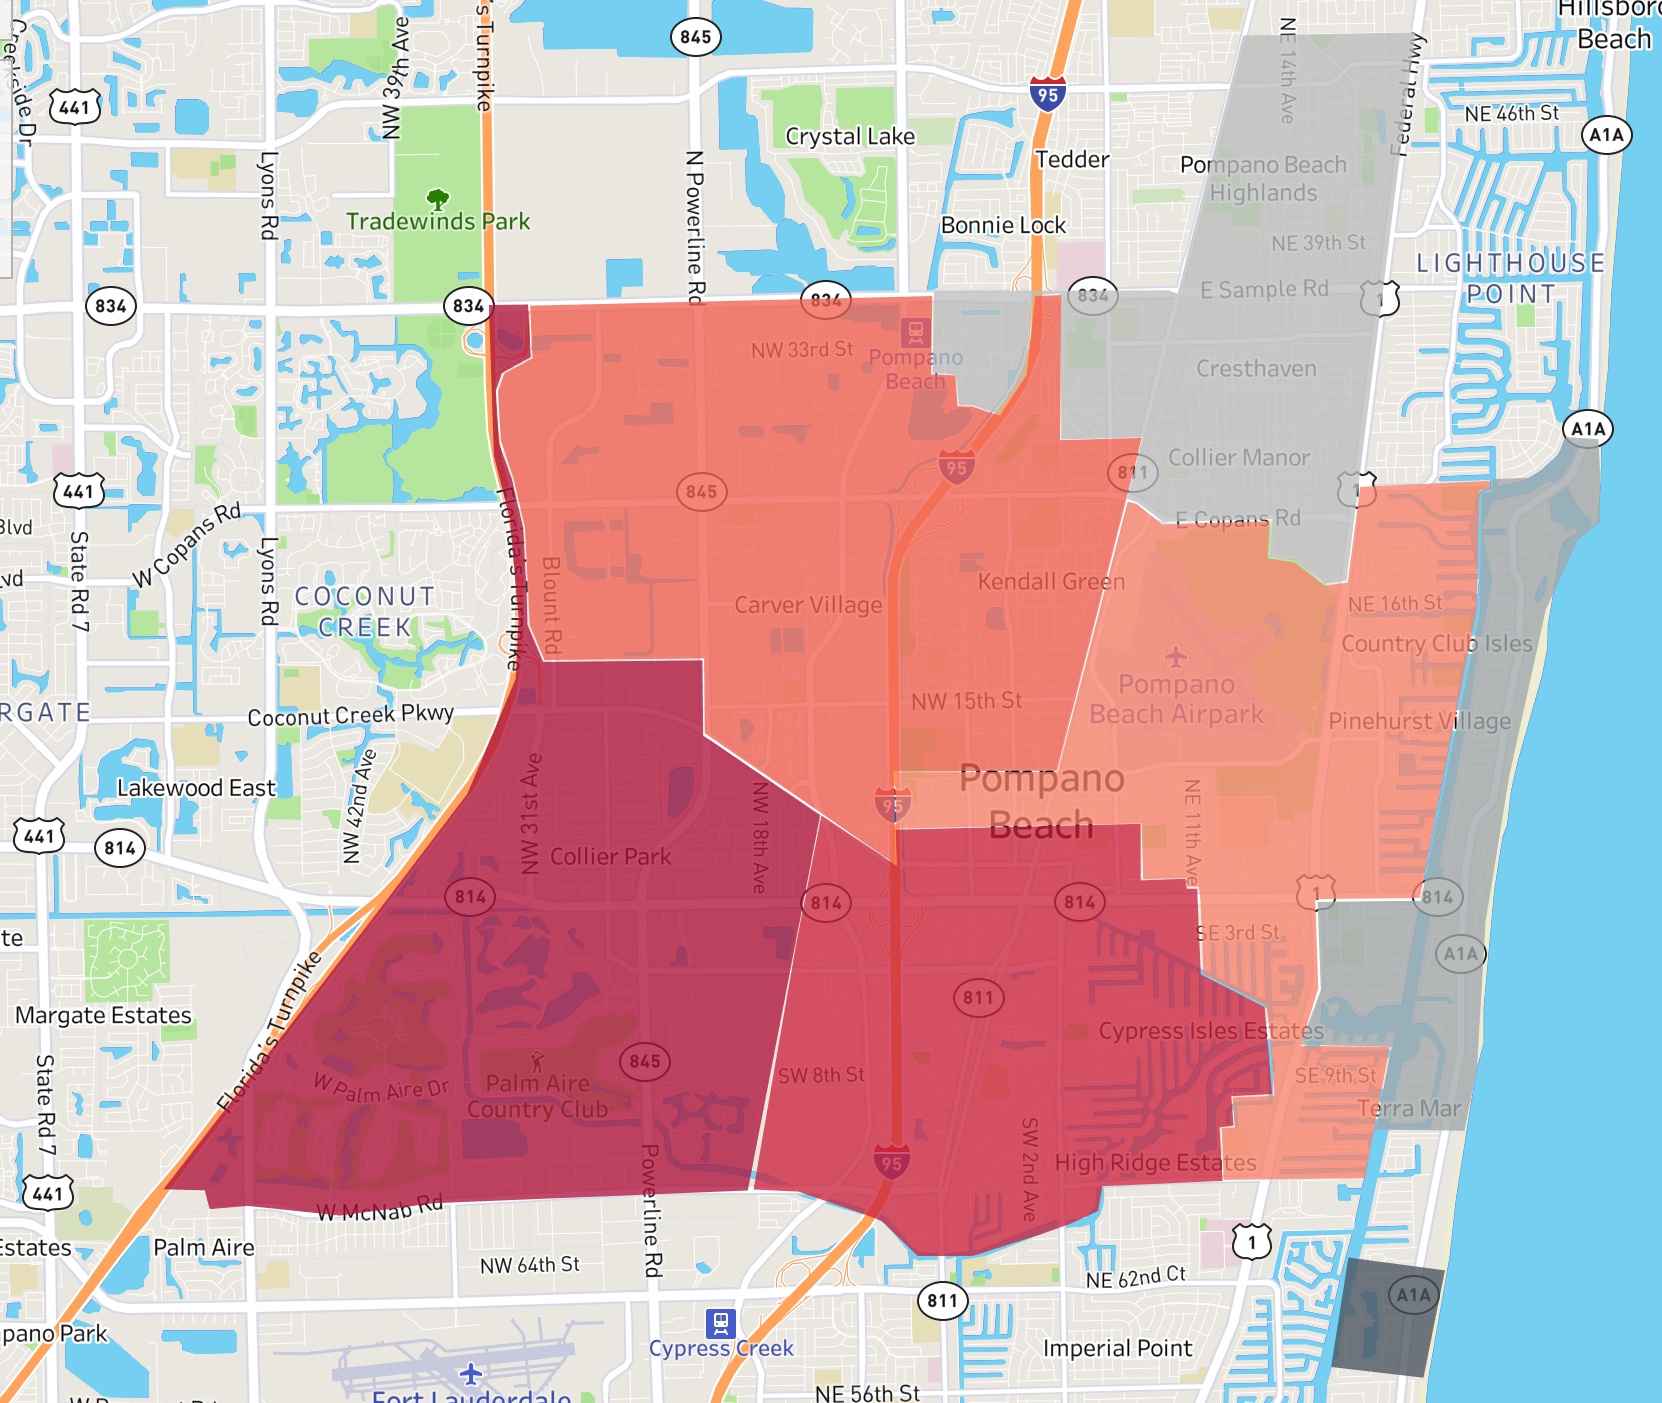 Hillsboro
Beach
Creekside Dr
441
NW 39th Ave
's Turnpike
845
95
NE 14th Ave
Federal Hwy
NE 46th St
A1A
Crystal Lake
Tedder
Pompano Beach
Highlands
Lyons Rd
N Powerline Rd
Tradewinds Park
Bonnie Lock
NE 39th St
LIGHTHOUSE
POINT
834
834
834
834
E Sample Rd
1
NW 33rd St
Pompano
Beach
Cresthaven
A1A
Collier Manor
95
811
441
845
1
Blvd
W Copans Rd
E Copans Rd
State Rd 7
Lyons Rd
Florida's Turnpike
Blount Rd
vd
COCONUT
CREEK
Carver Village
Kendall Green
NE 16th St
Country Club Isles
RGATE
Coconut Creek Pkwy
NW 15th St
Pompano
Beach Airpark
Pinehurst Village
Lakewood East
NW 42nd Ave
NW 31st Ave
NW 18th Ave
95
Pompano
Beach
NE 11th Ave
441
814
Collier Park
814
814
814
1
814
te
SE 3rd St
A1A
Margate Estates
Florida's Turnpike
811
Cypress Isles Estates
State Rd 7
W Palm Aire Dr
845
Palm Aire
Country Club
SW 8th St
SE 9th St
Terra Mar
SW 2nd Ave
Powerline Rd
95
High Ridge Estates
441
W McNab Rd
Estates
Palm Aire
NW 64th St
1
NE 62nd Ct
A1A
811
mpano Park
Cypress Creek
Imperial Point
Fort Lauderdale
NE 56th St